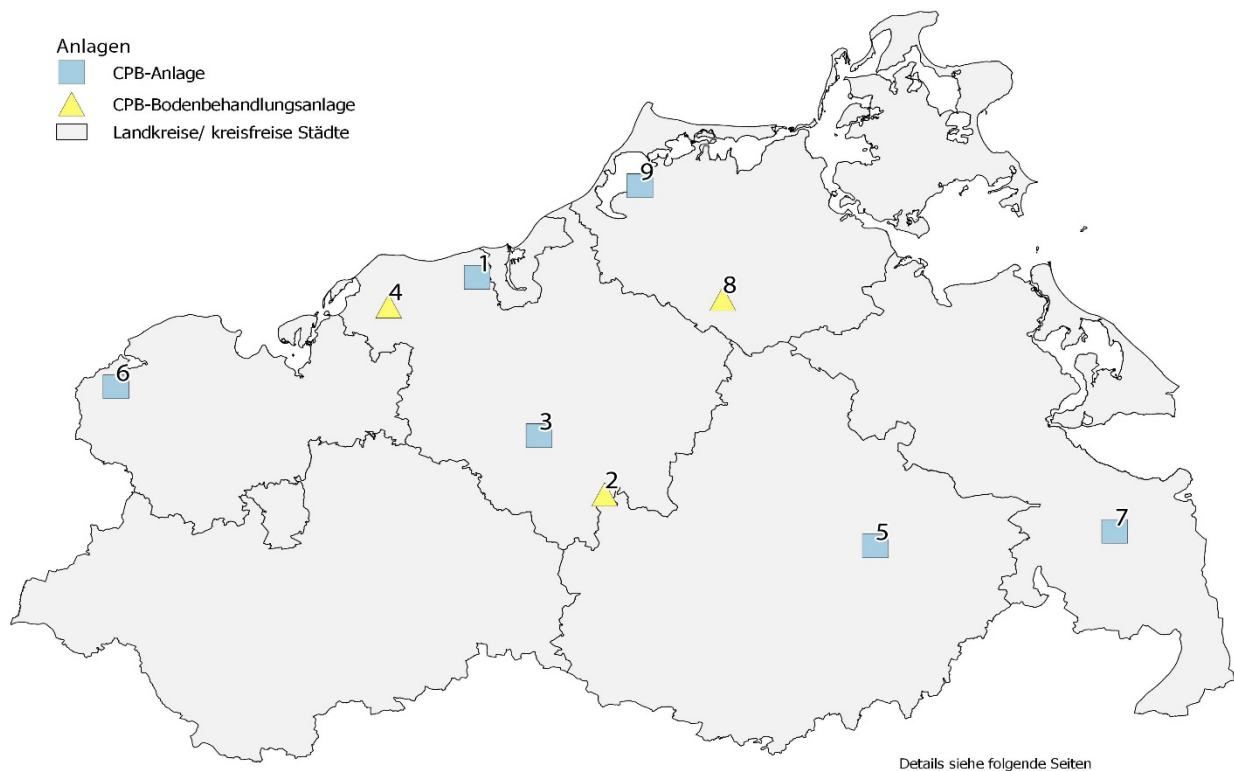 Anlagen
CPB-Anlage
CPB-Bodenbehandlungsanlage
Landkreise/ kreisfreise Städte
9
1
4
8
6
3
2
5
7
Details siehe folgende Seiten